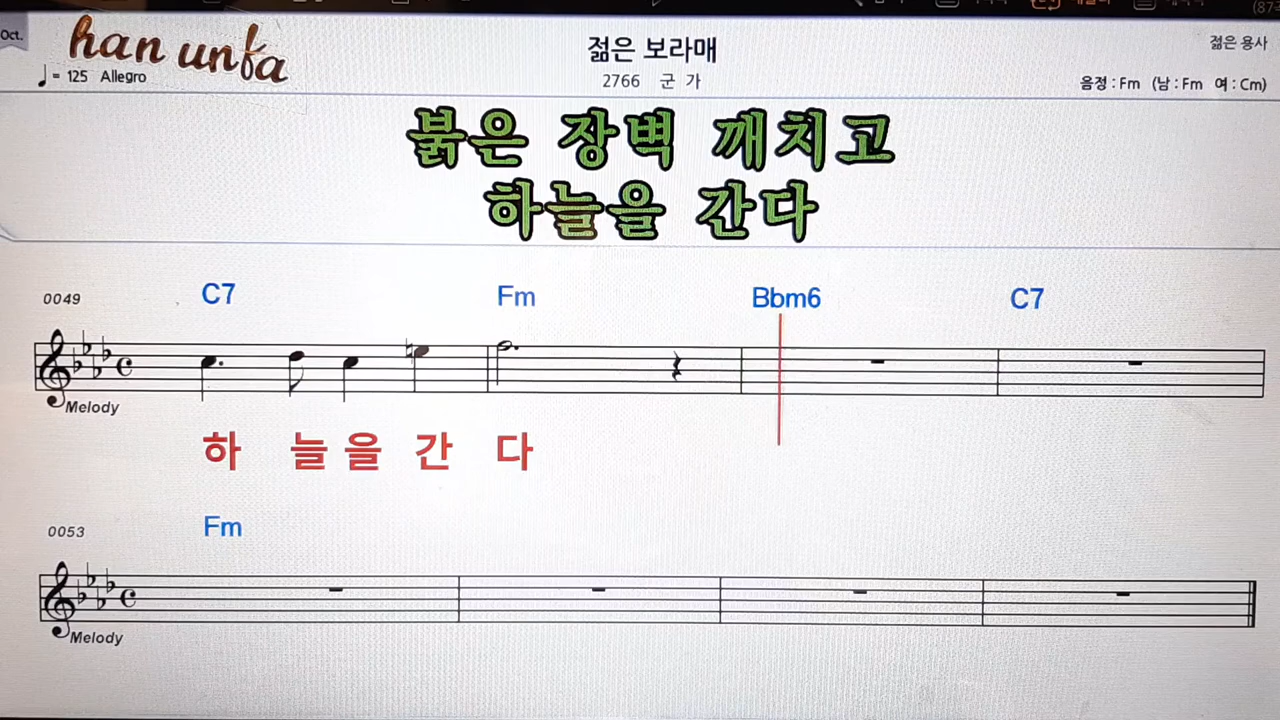 Oct.
han unfa
= 125 Allegro
젊은 보라매
2766 군 가
젊은 용사
음정 : Fm (남 : Fm 여 : Cm)
붉은 장벽 깨치고
하늘을 간다
0049
C7 Fm Bbm6 C7
Melody
하 늘 을 간 다
0053
Fm
Melody